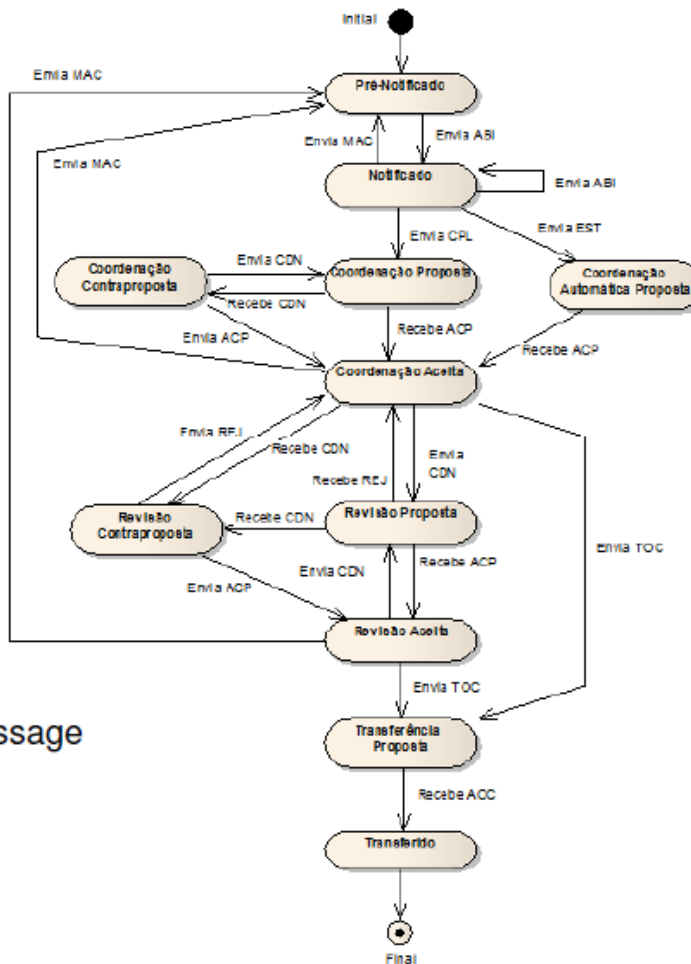 Initial
Envia MAC
Pré-Notificado
Envia MAC
Envia ABI
Envia MAC
Notificado
Envia ABI
Envia EST
Envia CPL
Coordenação
Contraproposta
Envia CDN
Coordenação Proposta
Coordenação
Automática Proposta
Recebe CDN
Envia ACP
Recebe ACP
Recebe ACP
Coordenação Aceita
Envia REJ
Recebe CDN
Envia
CDN
Recebe REJ
Revisão
Contraproposta
Recebe CDN
Revisão Proposta
Envia TOC
Recebe ACP
Envia CDN
Envia ACP
Revisão Aceita
Envia TOC
ssage
Transferência
Proposta
Recebe ACC
Transferido
Final